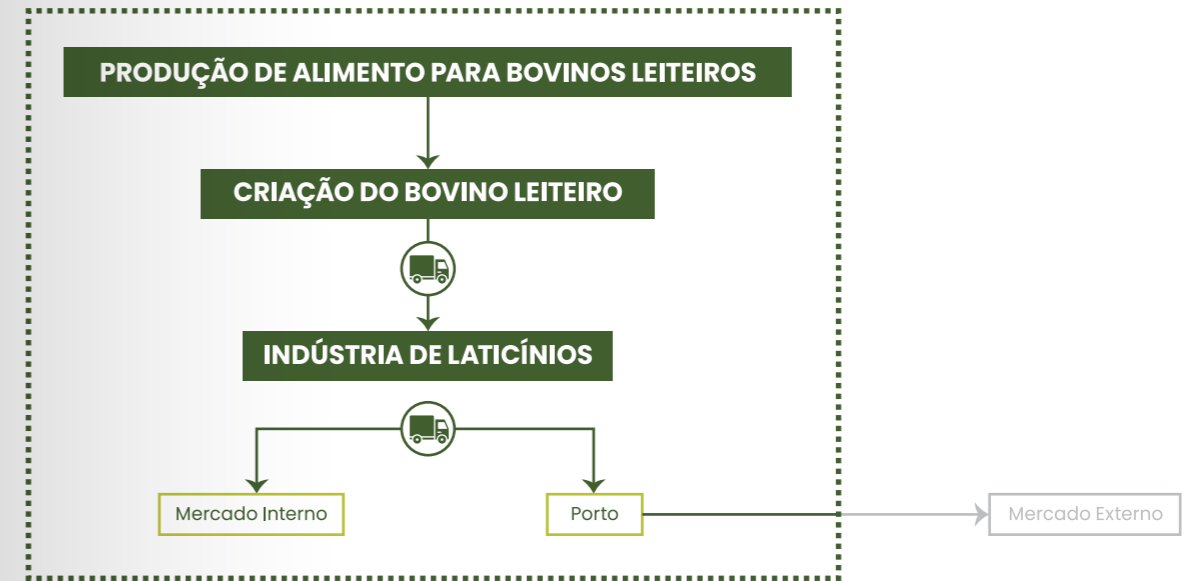 PRODUÇÃO DE ALIMENTO PARA BOVINOS LEITEIROS
CRIAÇÃO DO BOVINO LEITEIRO
INDÚSTRIA DE LATICÍNIOS
Mercado Interno
Porto
Mercado Externo